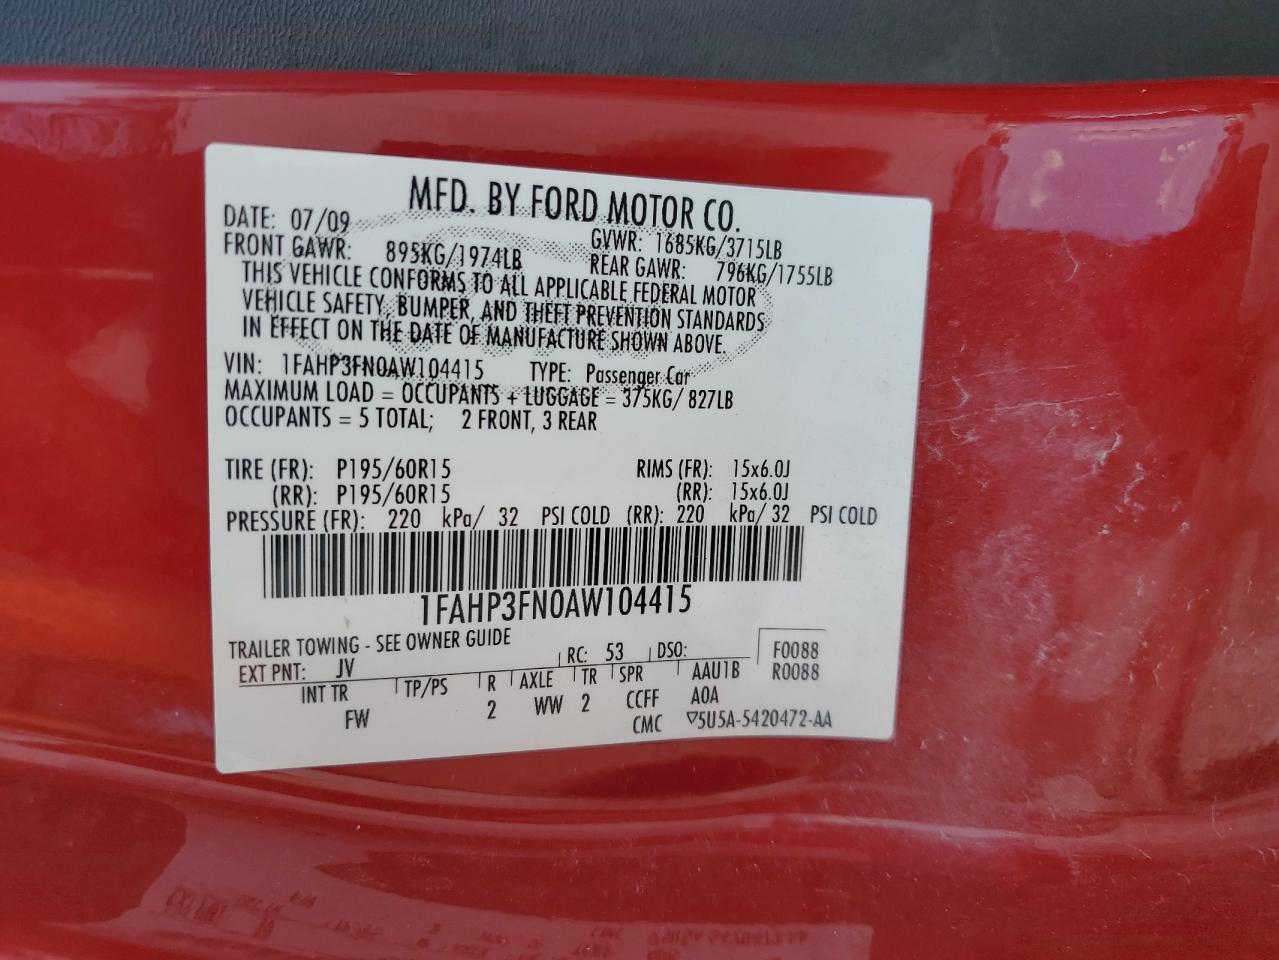 MFD. BY FORD MOTOR CO.
DATE: 07/09 GVWR: 1685KG/3715LB
FRONT GAWR: 895KG/1974LB REAR GAWR: 796KG/1755LB
THIS VEHICLE CONFORMS TO ALL APPLICABLE FEDERAL MOTOR
VEHICLE SAFETY, BUMPER, AND THEFT PREVENTION STANDARDS
IN EFFECT ON THE DATE OF MANUFACTURE SHOWN ABOVE.
VIN: 1FAHP3FN0AW104415 TYPE: Passenger Car
MAXIMUM LOAD = OCCUPANTS + LUGGAGE = 375KG/ 827LB
OCCUPANTS = 5 TOTAL; 2 FRONT, 3 REAR
TIRE (FR): P195/60R15 RIMS (FR): 15x6.0J
(RR): P195/60R15 (RR): 15x6.0J
PRESSURE (FR): 220 kPa/ 32 PSI COLD (RR): 220 kPa/ 32 PSI COLD
1FAHP3FN0AW104415
TRAILER TOWING - SEE OWNER GUIDE
EXT PNT: JV RC: 53 DSO: F0088
INT TR TP/PS R AXLE TR SPR AAU1B R0088
FW 2 WW 2 CCFF AOA
CMC ▽5U5A-5420472-AA